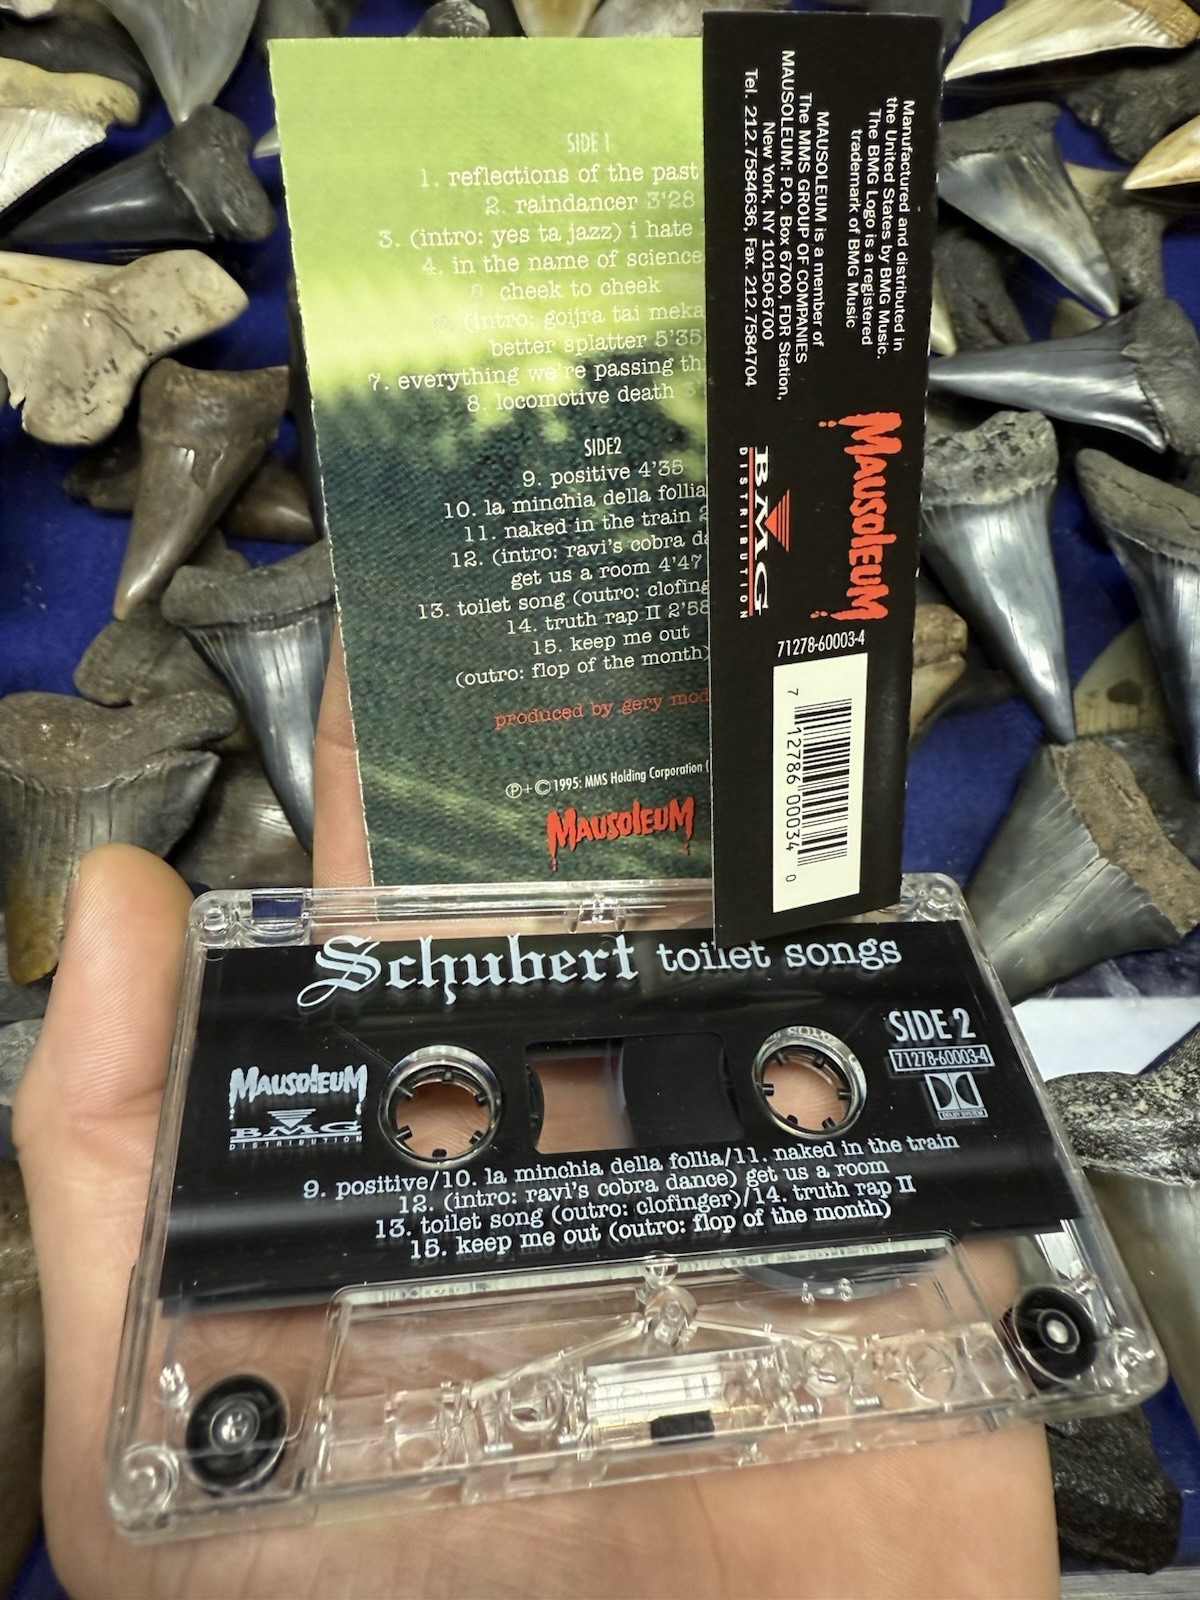 SIDE 1
1. reflections of the past
2. raindancer 3'28
3. (intro: yes ta jazz) i hate
4. in the name of science
cheek to cheek
(intro: gojira tai meka
better splatter 5'35
7. everything we're passing th
8. locomotive death
SIDE2
9. positive 4'35
10. la minchia della follia
11. naked in the train
12. (intro: ravi's cobra da
get us a room 4'47
13. toilet song (outro: clofing
14. truth rap II 2'58
15. keep me out
(outro: flop of the month)
produced by gery mod
℗+© 1995: MMS Holding Corporation (
MAUSOLEUM
Manufactured and distributed in
the United States by BMG Music.
The BMG Logo is a registered
trademark of BMG Music
MAUSOLEUM is a member of
The MMS GROUP OF COMPANIES
MAUSOLEUM: P.O. Box 6700, FDR Station,
New York, NY 10150-6700
Tel. 212.7584636, Fax. 212.7584704
MAUSOLEUM
BMG
DISTRIBUTION
71278-60003-4
7 12786 00034 0
Schubert toilet songs
SIDE 2
71278-60003-4
DOLBY SYSTEM
MAUSOLEUM
BMG
DISTRIBUTION
9. positive/10. la minchia della follia/11. naked in the train
12. (intro: ravi's cobra dance) get us a room
13. toilet song (outro: clofinger)/14. truth rap II
15. keep me out (outro: flop of the month)